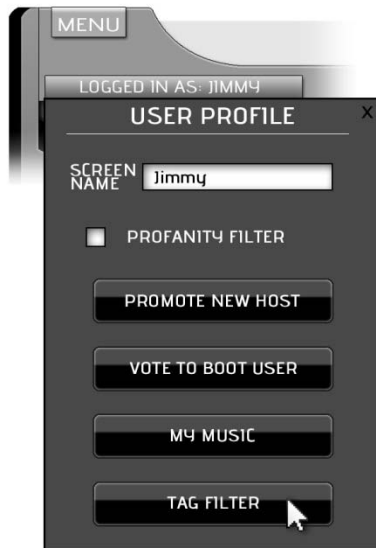 MENU
LOGGED IN AS: JIMMY
USER PROFILE
X
SCREEN
NAME
Jimmy
PROFANITY FILTER
PROMOTE NEW HOST
VOTE TO BOOT USER
MY MUSIC
TAG FILTER